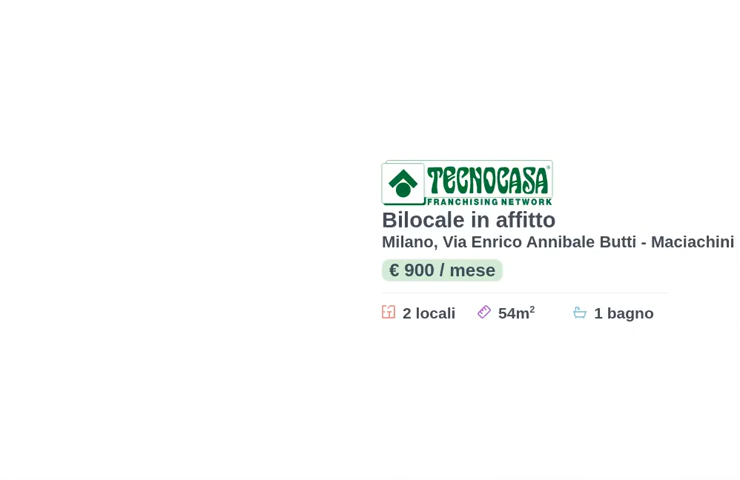 TECNOCASA®
FRANCHISING NETWORK
Bilocale in affitto
Milano, Via Enrico Annibale Butti - Maciachini
€ 900 / mese
2 locali 54m² 1 bagno